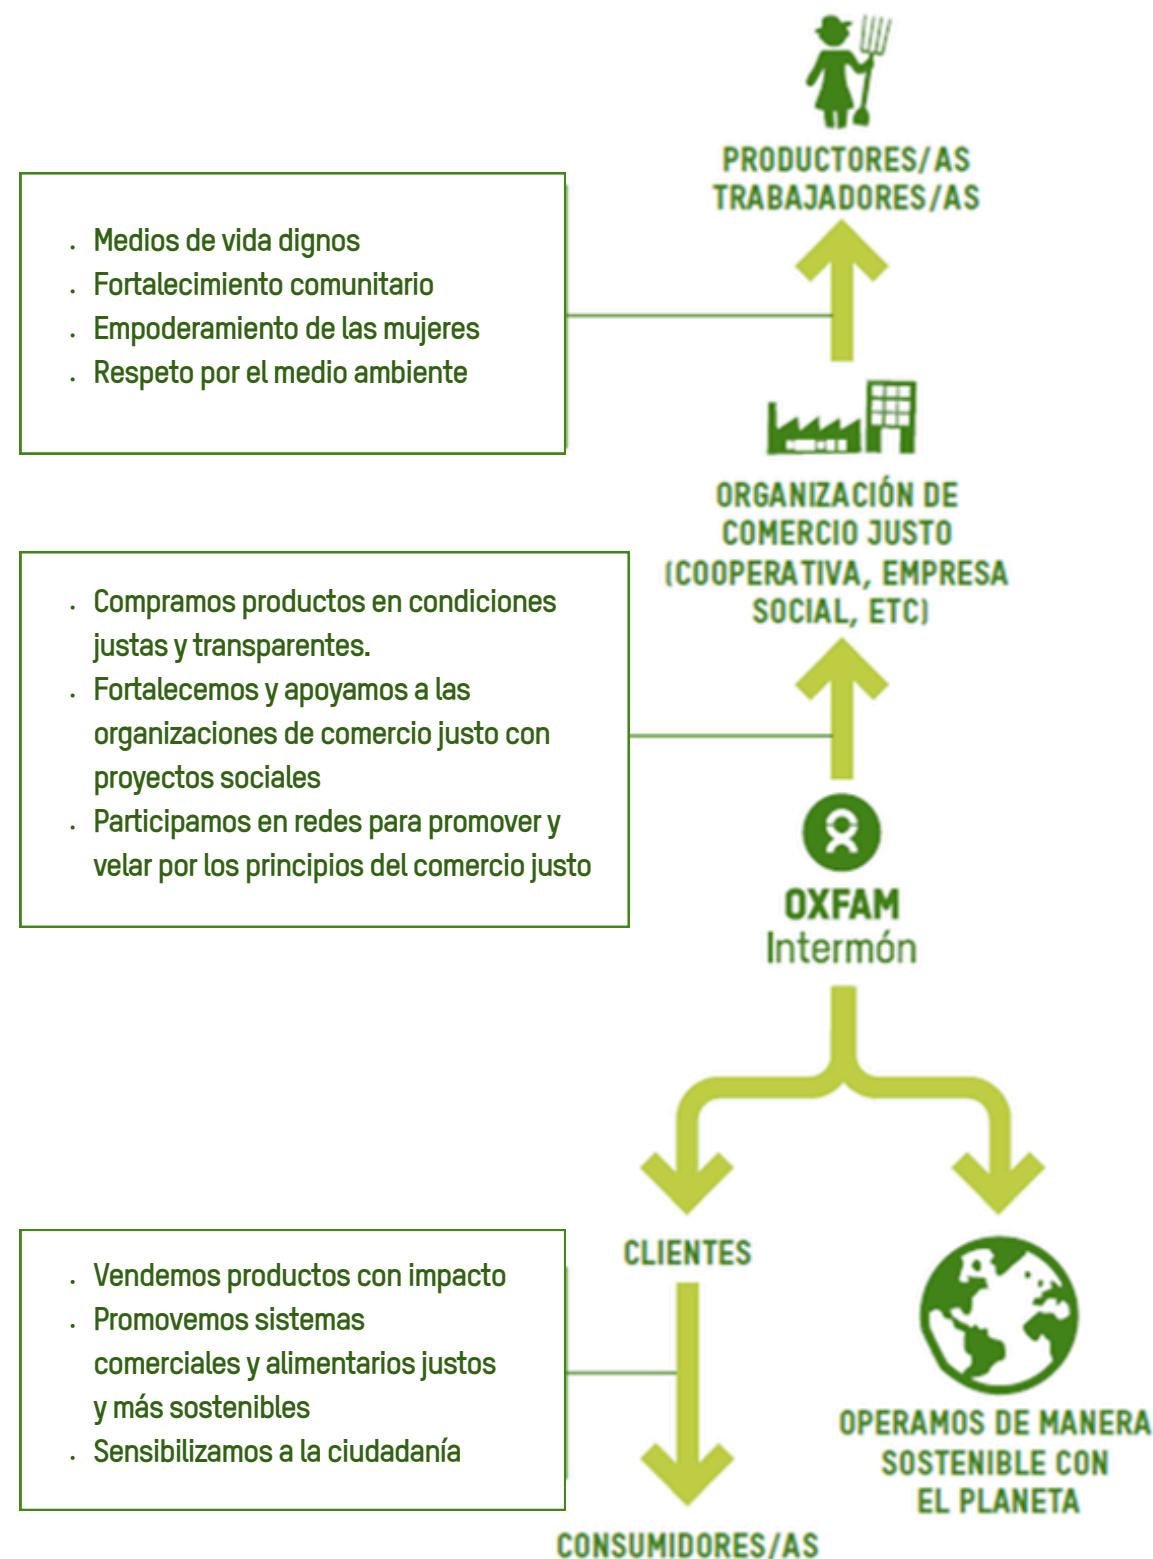 PRODUCTORES/AS
TRABAJADORES/AS
. Medios de vida dignos
. Fortalecimiento comunitario
. Empoderamiento de las mujeres
. Respeto por el medio ambiente
ORGANIZACIÓN DE
COMERCIO JUSTO
(COOPERATIVA, EMPRESA
SOCIAL, ETC)
. Compramos productos en condiciones
justas y transparentes.
. Fortalecemos y apoyamos a las
organizaciones de comercio justo con
proyectos sociales
. Participamos en redes para promover y
velar por los principios del comercio justo
OXFAM
Intermón
CLIENTES
. Vendemos productos con impacto
. Promovemos sistemas
comerciales y alimentarios justos
y más sostenibles
. Sensibilizamos a la ciudadanía
OPERAMOS DE MANERA
SOSTENIBLE CON
EL PLANETA
CONSUMIDORES/AS